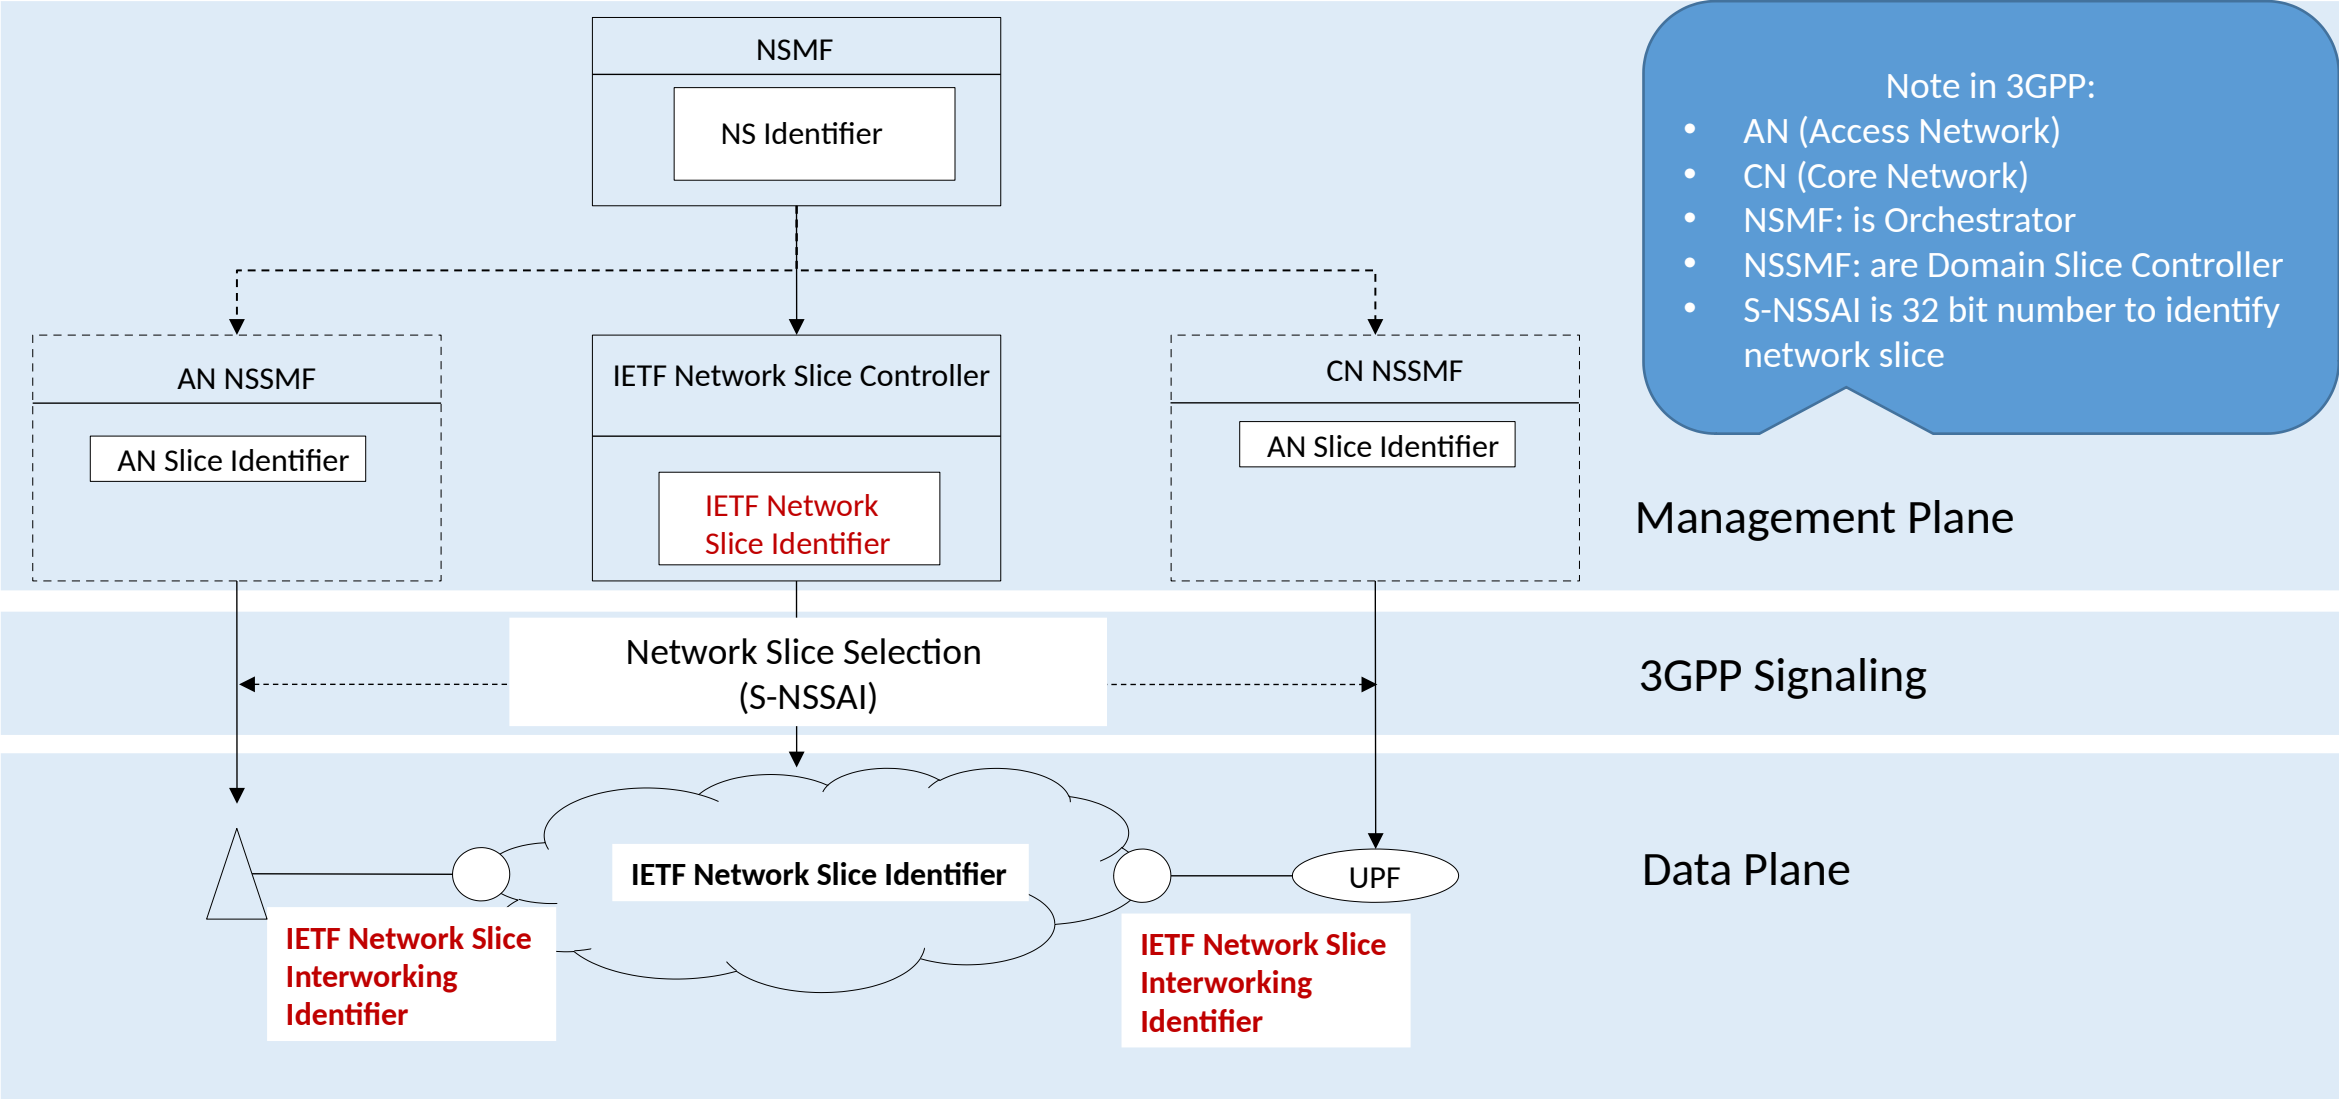 NSMF
NS Identifier
Note in 3GPP:
• AN (Access Network)
• CN (Core Network)
• NSMF: is Orchestrator
• NSSMF: are Domain Slice Controller
• S-NSSAI is 32 bit number to identify
network slice
AN NSSMF
AN Slice Identifier
IETF Network Slice Controller
IETF Network
Slice Identifier
CN NSSMF
AN Slice Identifier
Management Plane
Network Slice Selection
(S-NSSAI)
3GPP Signaling
IETF Network Slice Identifier
UPF
Data Plane
IETF Network Slice
Interworking
Identifier
IETF Network Slice
Interworking
Identifier